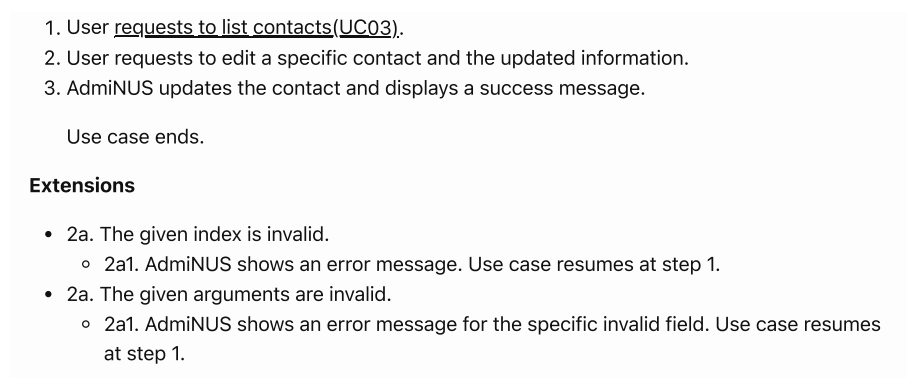 1. User requests to list contacts(UC03).
2. User requests to edit a specific contact and the updated information.
3. AdmiNUS updates the contact and displays a success message.
Use case ends.
Extensions
• 2a. The given index is invalid.
◦ 2a1. AdmiNUS shows an error message. Use case resumes at step 1.
• 2a. The given arguments are invalid.
◦ 2a1. AdmiNUS shows an error message for the specific invalid field. Use case resumes
at step 1.